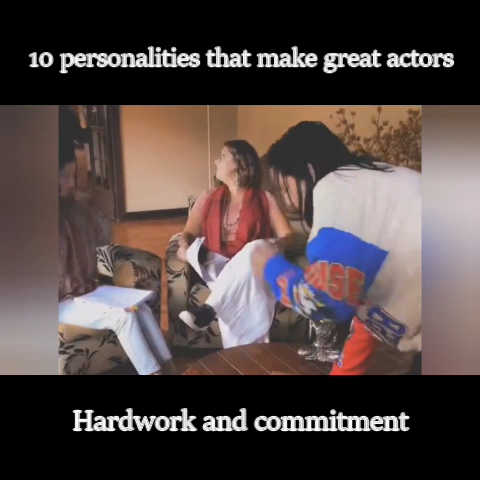 10 personalities that make great actors
Hardwork and commitment